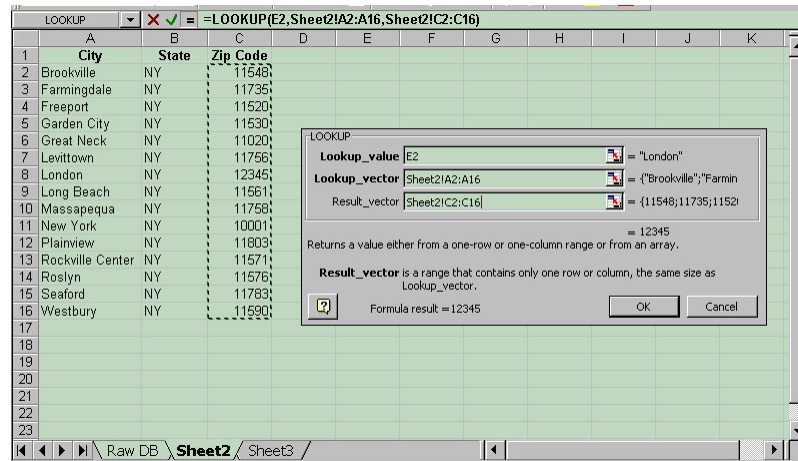 LOOKUP =LOOKUP(E2,Sheet2!A2:A16,Sheet2!C2:C16)
A B C D E F G H I J K
1 City State Zip Code
2 Brookville NY 11548
3 Farmingdale NY 11735
4 Freeport NY 11520
5 Garden City NY 11530
6 Great Neck NY 11020
7 Levittown NY 11756
8 London NY 12345
9 Long Beach NY 11561
10 Massapequa NY 11758
11 New York NY 10001
12 Plainview NY 11803
13 Rockville Center NY 11571
14 Roslyn NY 11576
15 Seaford NY 11783
16 Westbury NY 11590
17
18
19
20
21
22
23
LOOKUP
Lookup_value E2 = "London"
Lookup_vector Sheet2!A2:A16 = {"Brookville";"Farmin
Result_vector Sheet2!C2:C16 = {11548;11735;1152
= 12345
Returns a value either from a one-row or one-column range or from an array.
Result_vector is a range that contains only one row or column, the same size as
Lookup_vector.
Formula result =12345
OK Cancel
Raw DB Sheet2 Sheet3